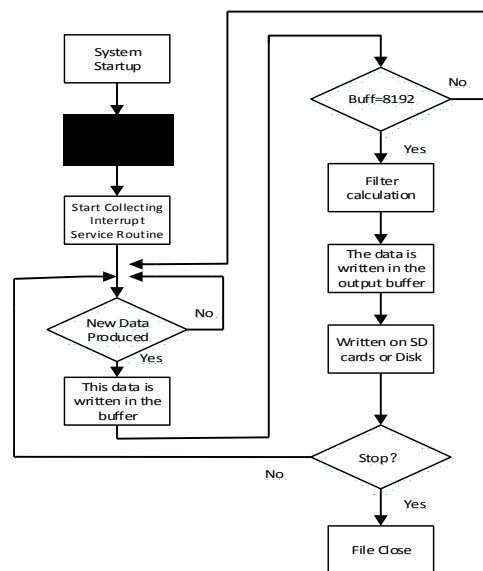 System
Startup
Start Collecting
Interrupt
Service Routine
New Data
Produced
No
Yes
This data is
written in the
buffer
Buff=8192
No
Yes
Filter
calculation
The data is
written in the
output buffer
Written on SD
cards or Disk
Stop?
No
Yes
File Close